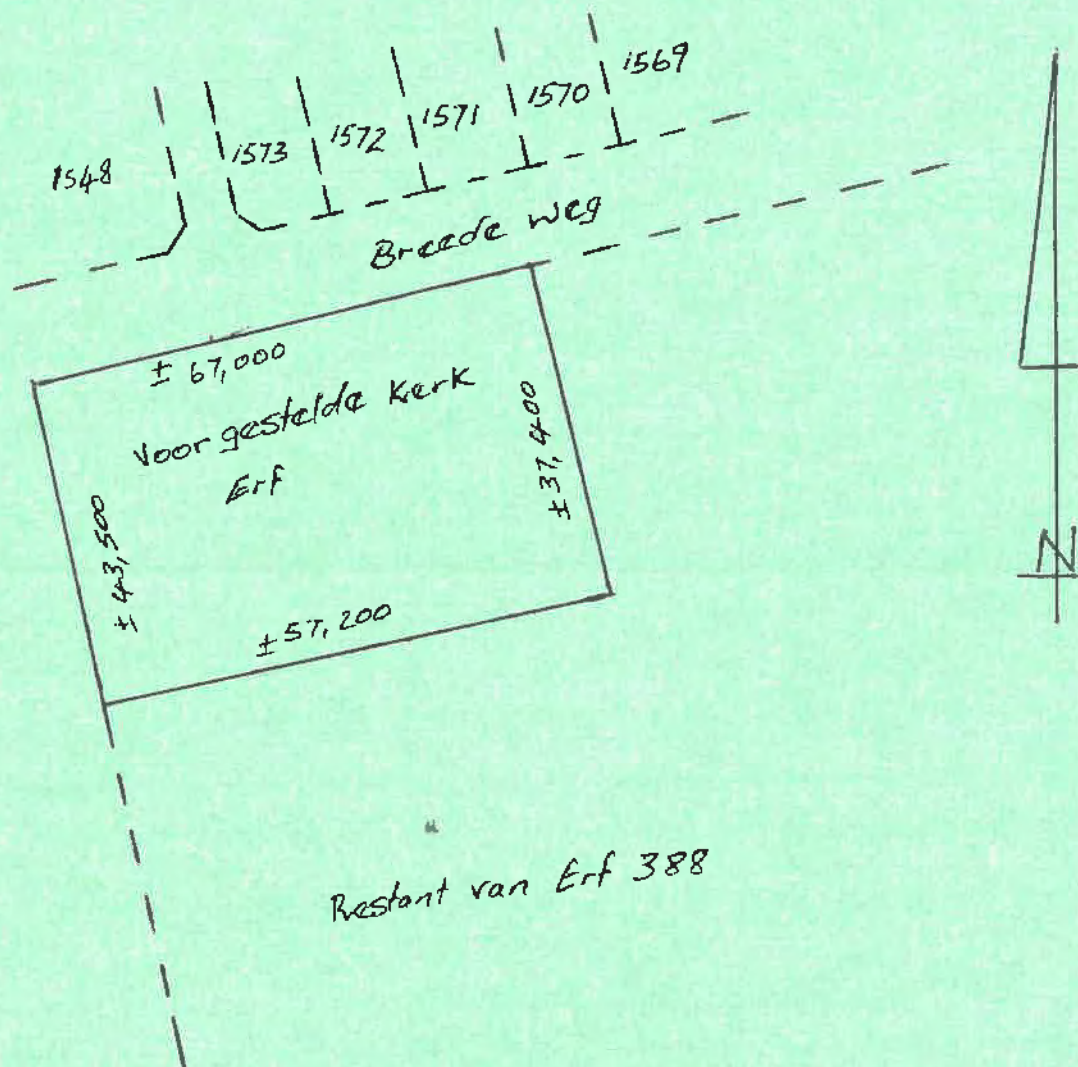 1548
1573
1572
1571
1570
1569
Breede weg
± 67,000
Voorgestelde Kerk
Erf
± 37,400
± 43,500
± 57,200
N
Restant van Erf 388